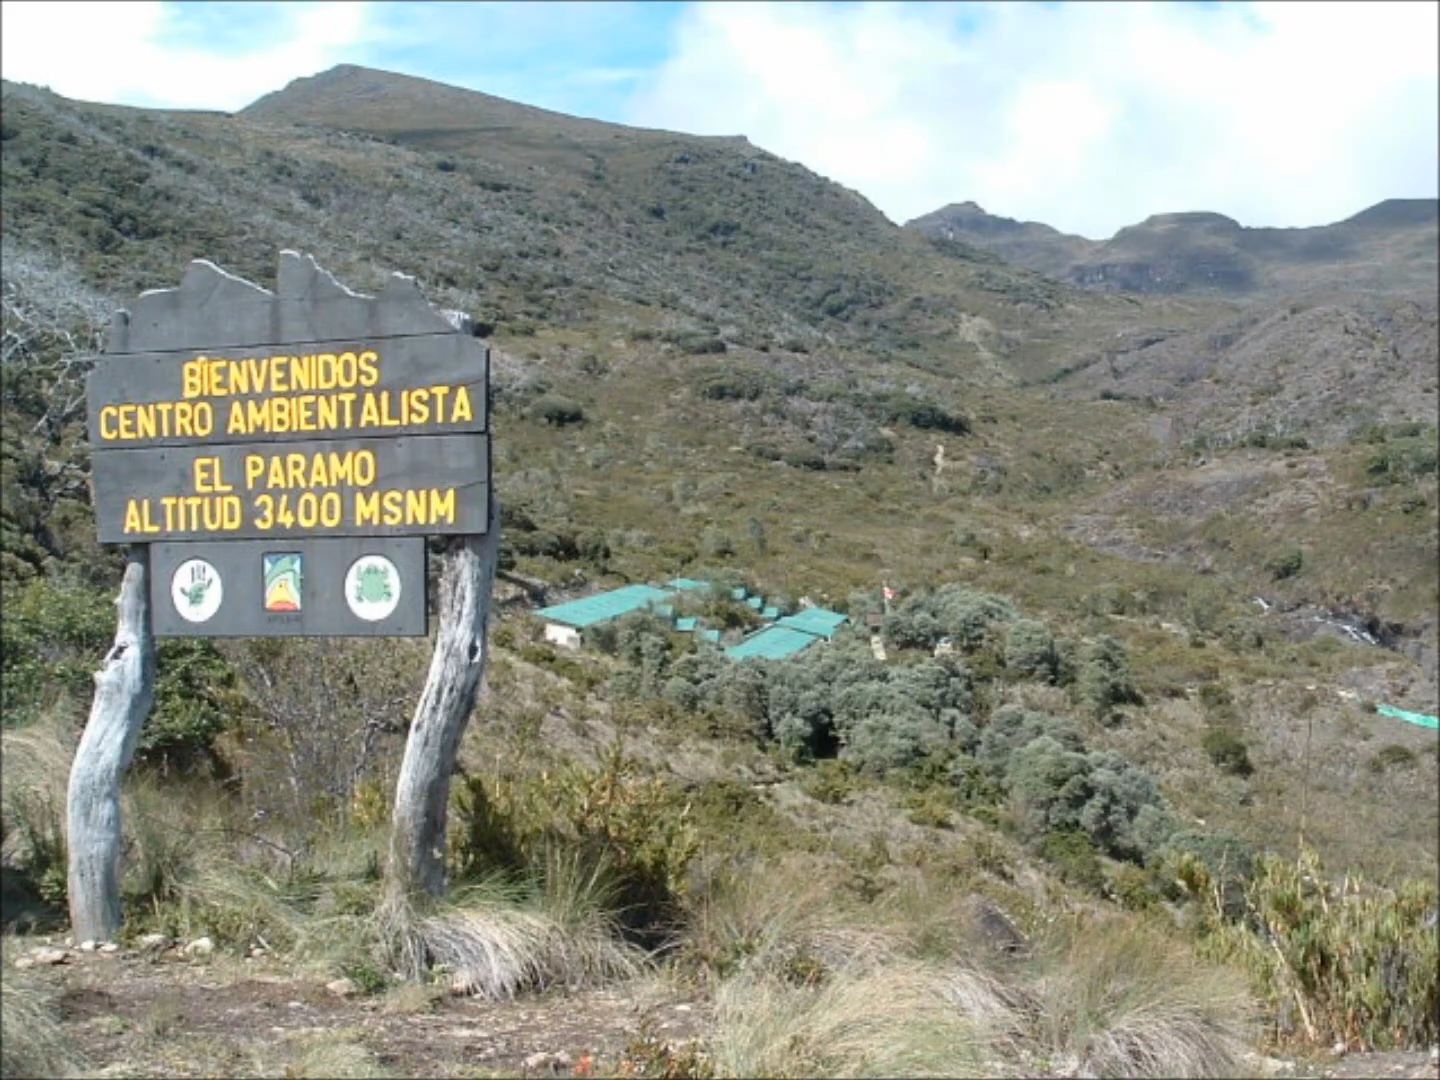 BIENVENIDOS
CENTRO AMBIENTALISTA
EL PARAMO
ALTITUD 3400 MSNM